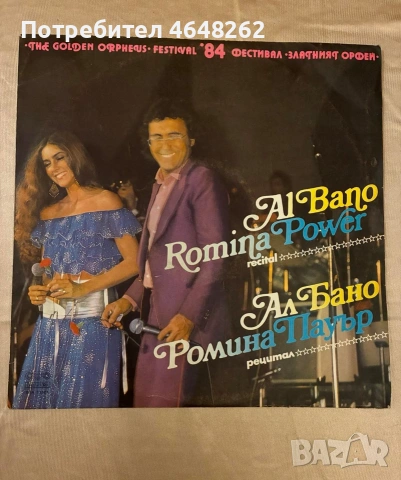 Потребител 4648262
·THE GOLDEN ORPHEUS· FESTIVAL '84 ФЕСТИВАЛ ·ЗЛАТНИЯТ ОРФЕЙ·
Al Bano
Romina Power
recital
Ал Бано
Ромина Пауър
рецитал
BAZAR